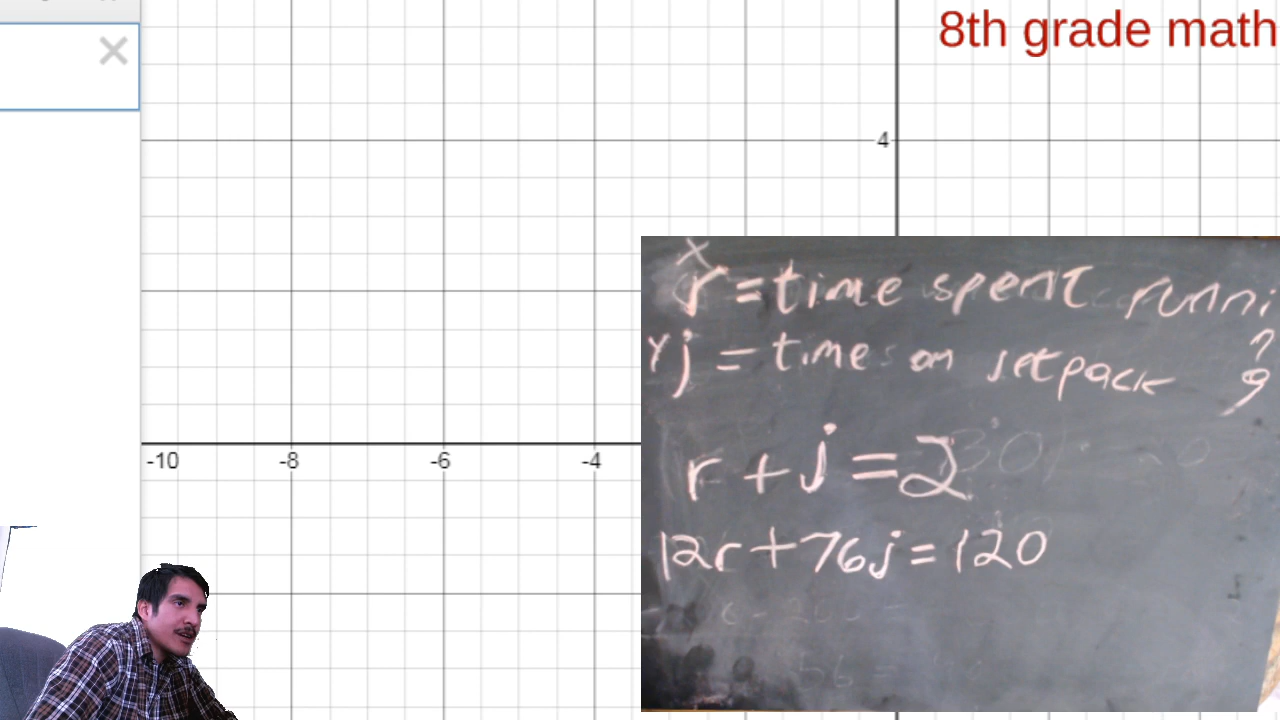 8th grade math
4
-10 -8 -6 -4
x
r = time spent
y j = time on jetpack
r + j = 2
12r + 76j = 120